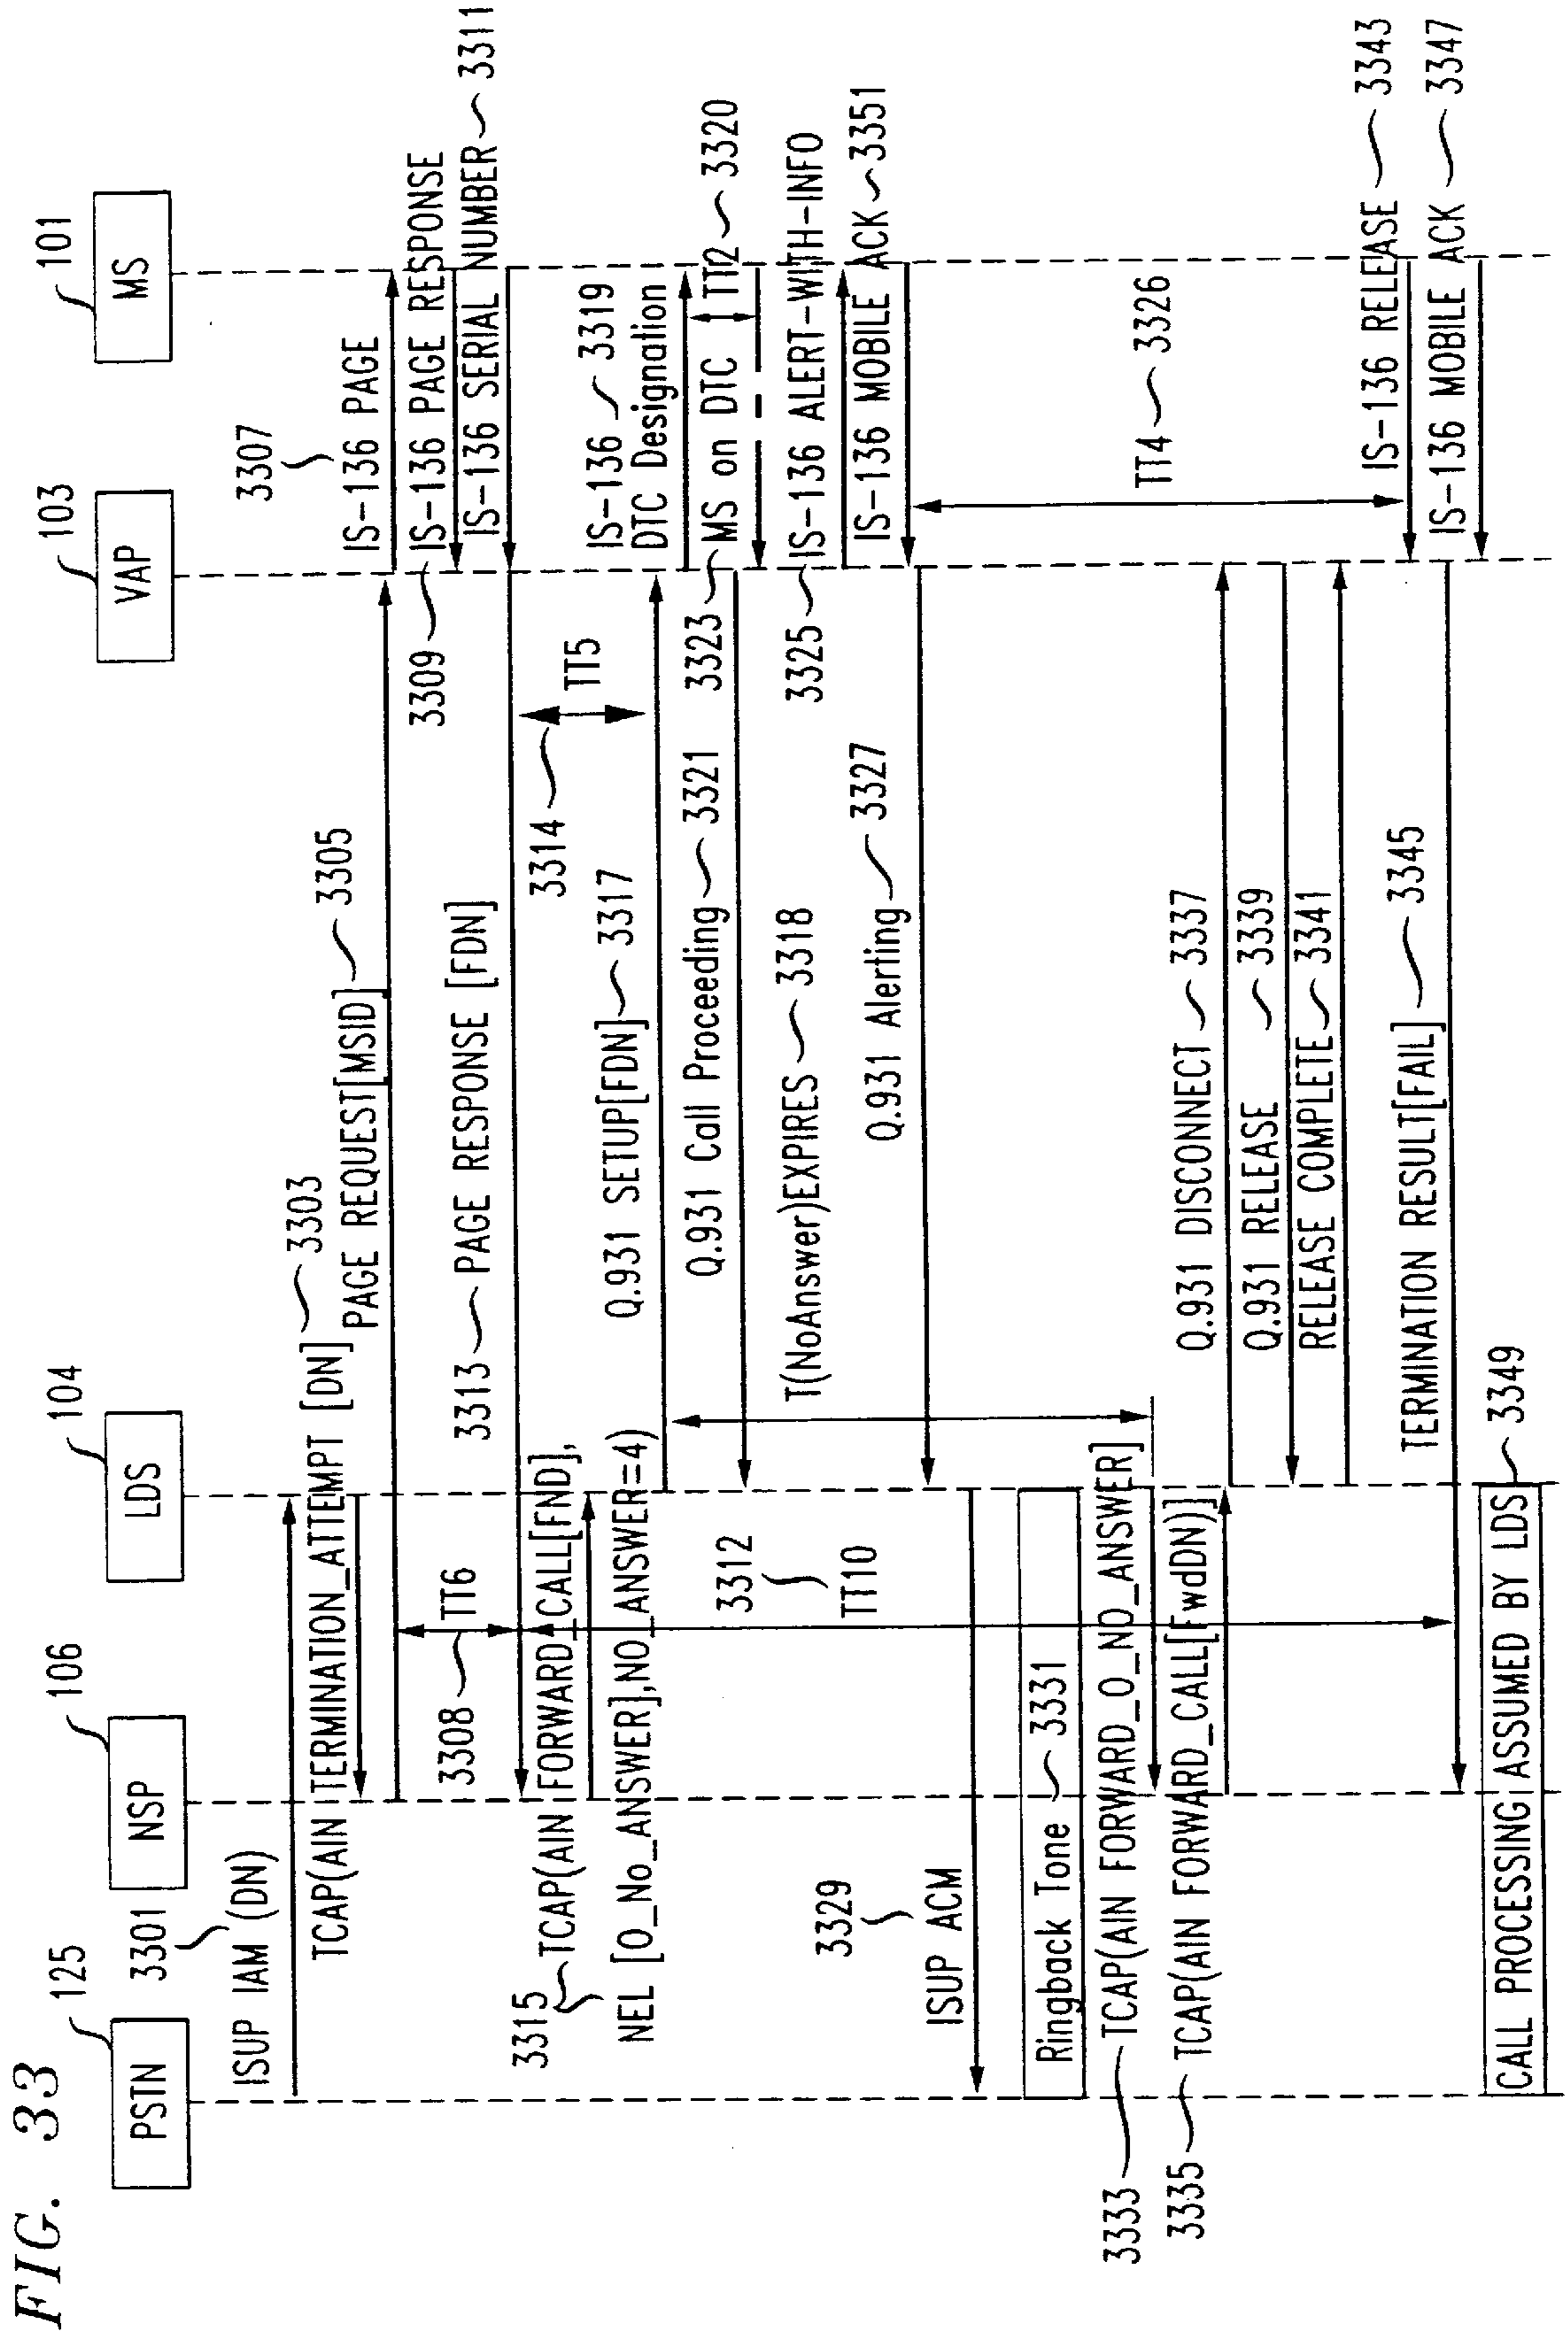 FIG. 33
PSTN
125
NSP
106
LDS
104
VAP
103
MS
101
3301
ISUP IAM (DN)
TCAP(AIN TERMINATION_ATTEMPT [DN]
3303
PAGE REQUEST[MSID]
3305
3307
IS-136 PAGE
3309
IS-136 PAGE RESPONSE
IS-136 SERIAL NUMBER
3311
3308
TT6
3313
PAGE RESPONSE [FDN]
3314
TT5
3315
TCAP(AIN FORWARD_CALL[FND],
NEL [O_No_ANSWER],NO_ANSWER=4)
Q.931 SETUP[FDN]
3317
IS-136
3319
DTC Designation
Q.931 Call Proceeding
3321
3323
MS on DTC
TT2
3320
3312
TT10
T(NoAnswer)EXPIRES
3318
3325
IS-136 ALERT-WITH-INFO
IS-136 MOBILE ACK
3351
Q.931 Alerting
3327
3329
ISUP ACM
Ringback Tone
3331
3333
TCAP(AIN FORWARD_O_NO_ANSWER]
3335
TCAP(AIN FORWARD_CALL[FwdDN)]
TT4
3326
Q.931 DISCONNECT
3337
Q.931 RELEASE
3339
RELEASE COMPLETE
3341
IS-136 RELEASE
3343
TERMINATION RESULT[FAIL]
3345
IS-136 MOBILE ACK
3347
CALL PROCESSING ASSUMED BY LDS
3349